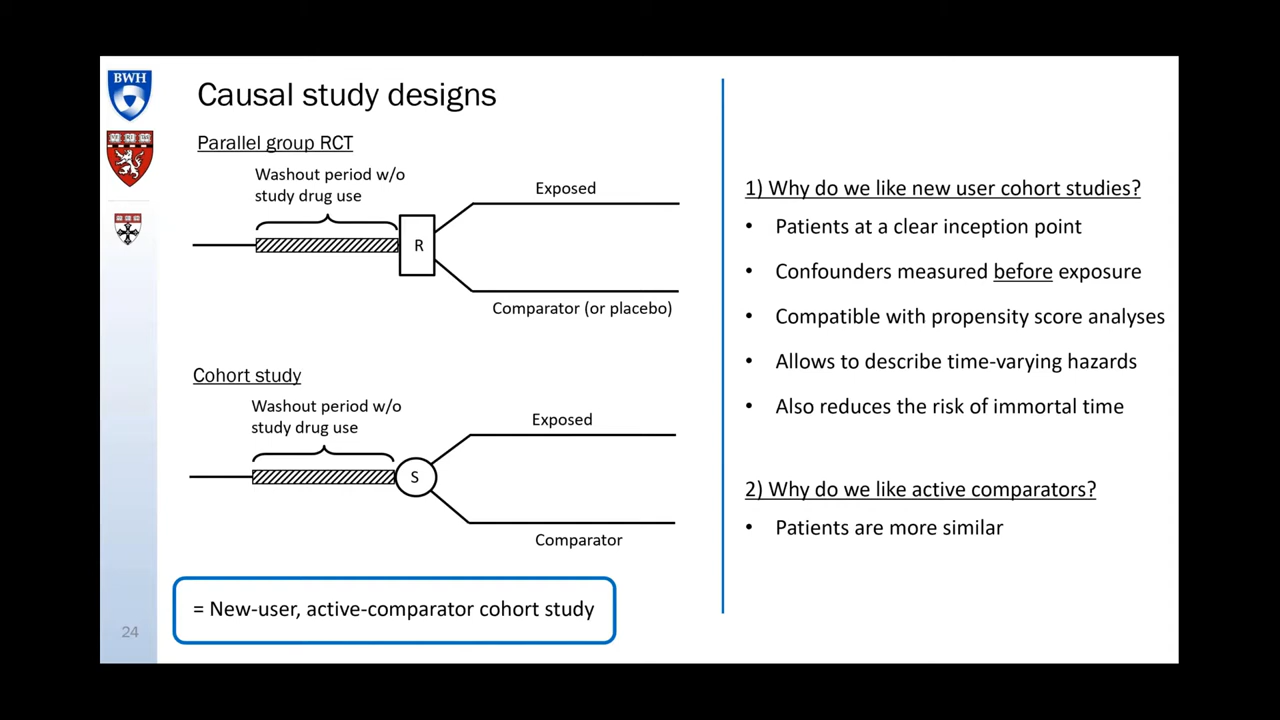 BWH
Causal study designs
Parallel group RCT
Washout period w/o
study drug use
Exposed
R
Comparator (or placebo)
Cohort study
Washout period w/o
study drug use
Exposed
S
Comparator
= New-user, active-comparator cohort study
24
1) Why do we like new user cohort studies?
• Patients at a clear inception point
• Confounders measured before exposure
• Compatible with propensity score analyses
• Allows to describe time-varying hazards
• Also reduces the risk of immortal time
2) Why do we like active comparators?
• Patients are more similar